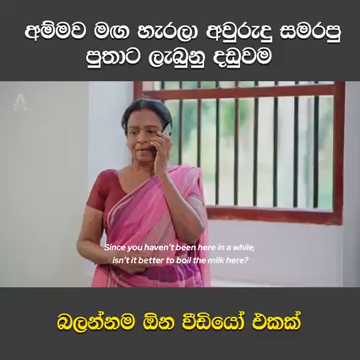 අම්මව මඟ හැරලා අවුරුදු සමරපු
පුතාට ලැබුනු දඬුවම
A
Since you haven't been here in a while,
isn't it better to boil the milk here?
බලන්නම ඕන වීඩියෝ එකක්